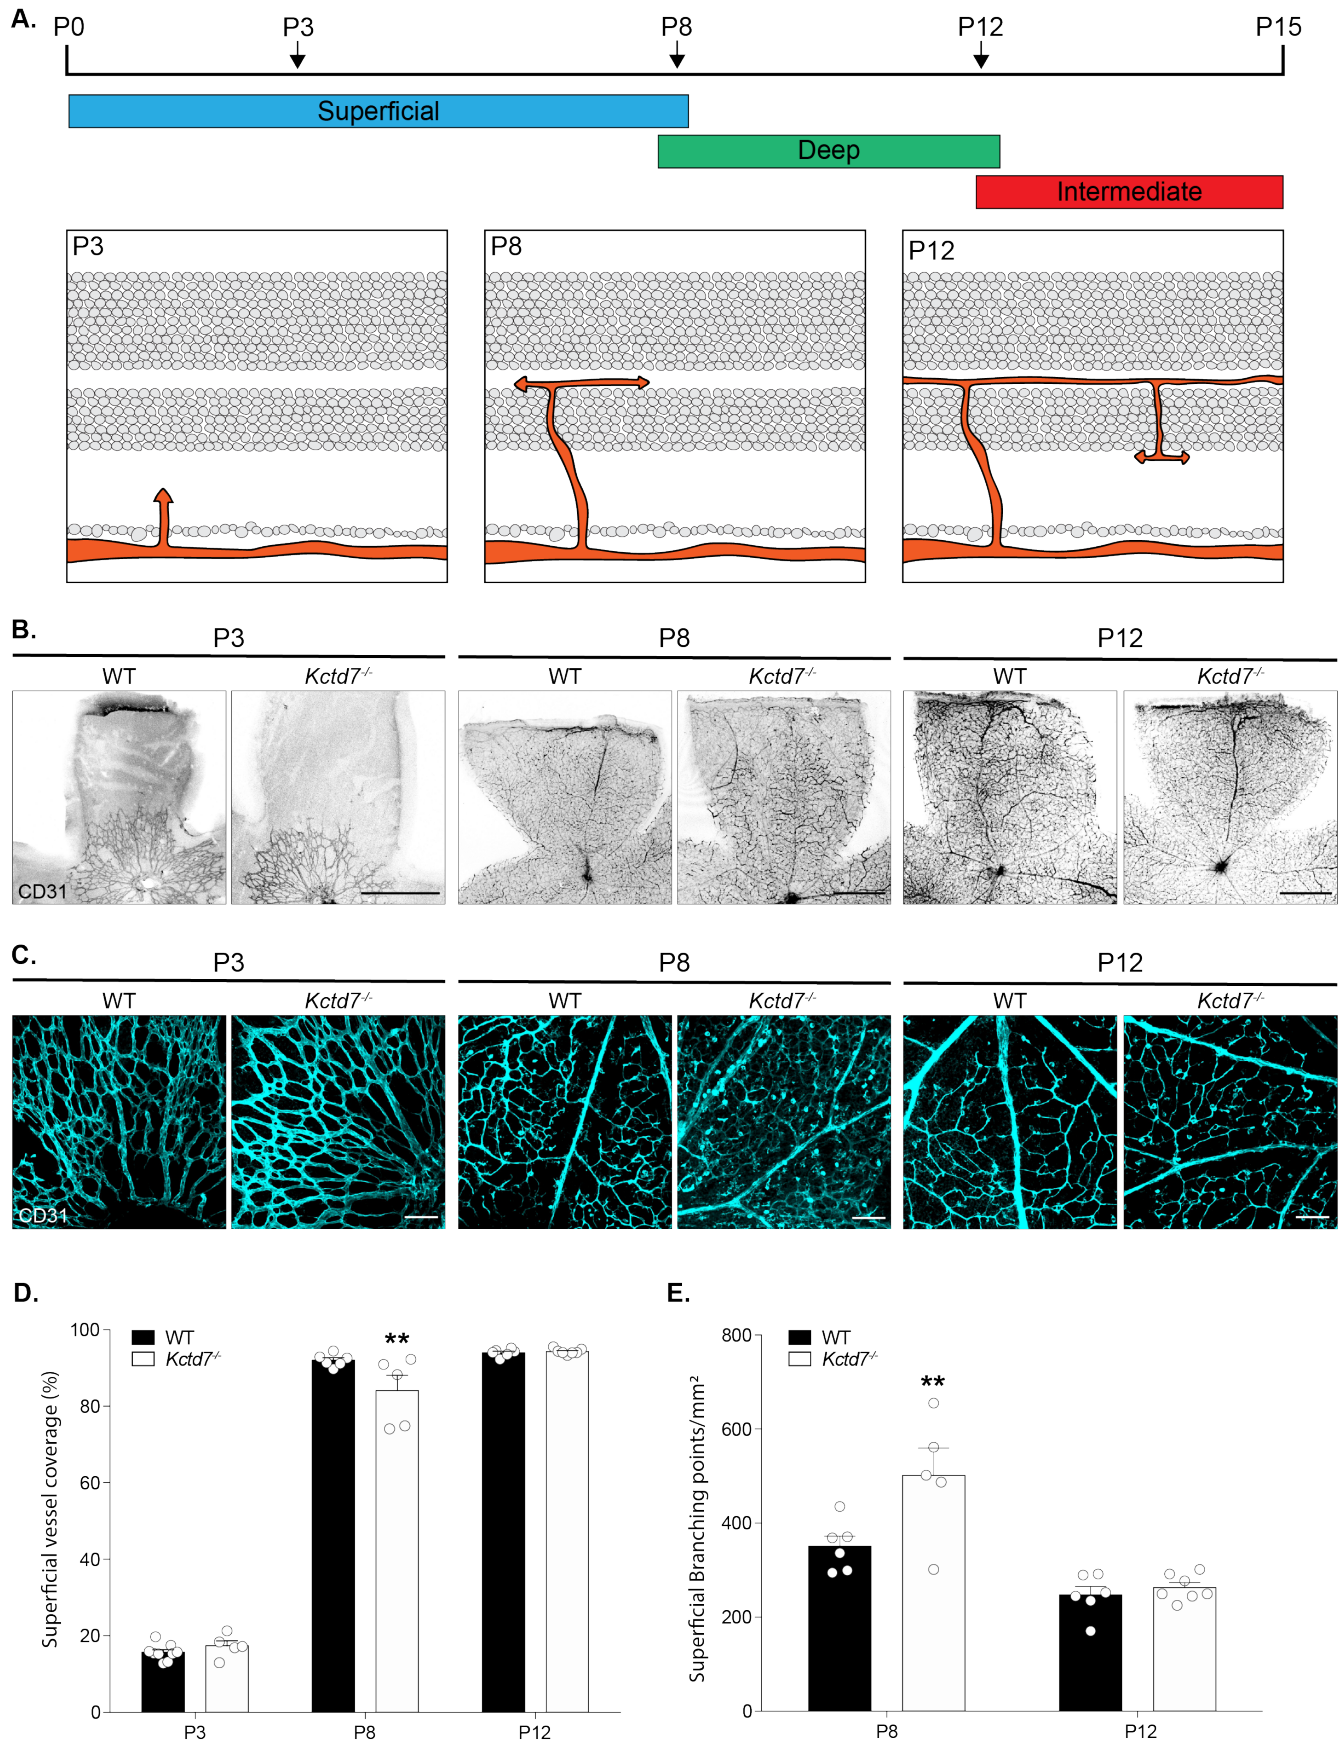 A.
P0 P3 P8 P12 P15
Superficial
Deep
Intermediate
P3 P8 P12
B.
P3 P8 P12
WT Kctd7-/- WT Kctd7-/- WT Kctd7-/-
CD31
C.
P3 P8 P12
WT Kctd7-/- WT Kctd7-/- WT Kctd7-/-
CD31
D.
Superficial vessel coverage (%)
100
80
60
40
20
0
WT
Kctd7-/-
**
P3 P8 P12
E.
Superficial Branching points/mm²
800
600
400
200
0
WT
Kctd7-/-
**
P8 P12